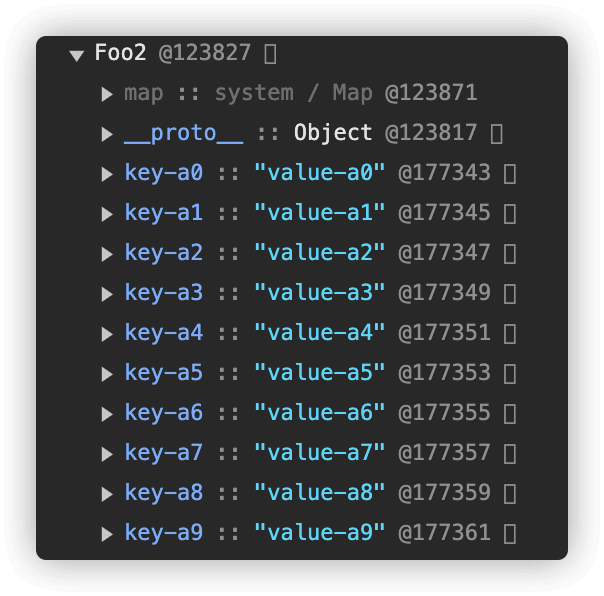 Foo2 @123827
map :: system / Map @123871
__proto__ :: Object @123817
key-a0 :: "value-a0" @177343
key-a1 :: "value-a1" @177345
key-a2 :: "value-a2" @177347
key-a3 :: "value-a3" @177349
key-a4 :: "value-a4" @177351
key-a5 :: "value-a5" @177353
key-a6 :: "value-a6" @177355
key-a7 :: "value-a7" @177357
key-a8 :: "value-a8" @177359
key-a9 :: "value-a9" @177361